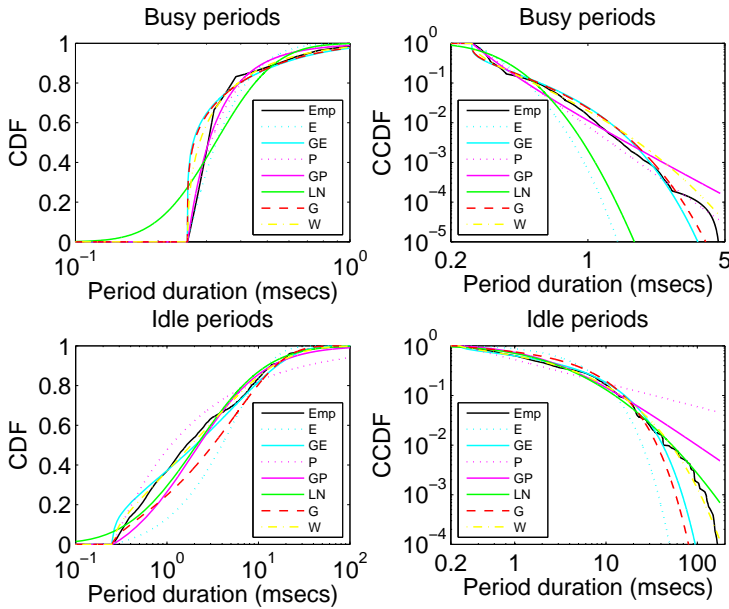 Busy periods
CDF
1
0.8
0.6
0.4
0.2
0
Emp
E
GE
P
GP
LN
G
W
10^-1
10^0
Period duration (msecs)
Busy periods
CCDF
10^0
10^-1
10^-2
10^-3
10^-4
10^-5
Emp
E
GE
P
GP
LN
G
W
0.2
1
5
Period duration (msecs)
Idle periods
CDF
1
0.8
0.6
0.4
0.2
0
Emp
E
GE
P
GP
LN
G
W
10^-1
10^0
10^1
10^2
Period duration (msecs)
Idle periods
CCDF
10^0
10^-1
10^-2
10^-3
10^-4
Emp
E
GE
P
GP
LN
G
W
0.2
1
10
100
Period duration (msecs)